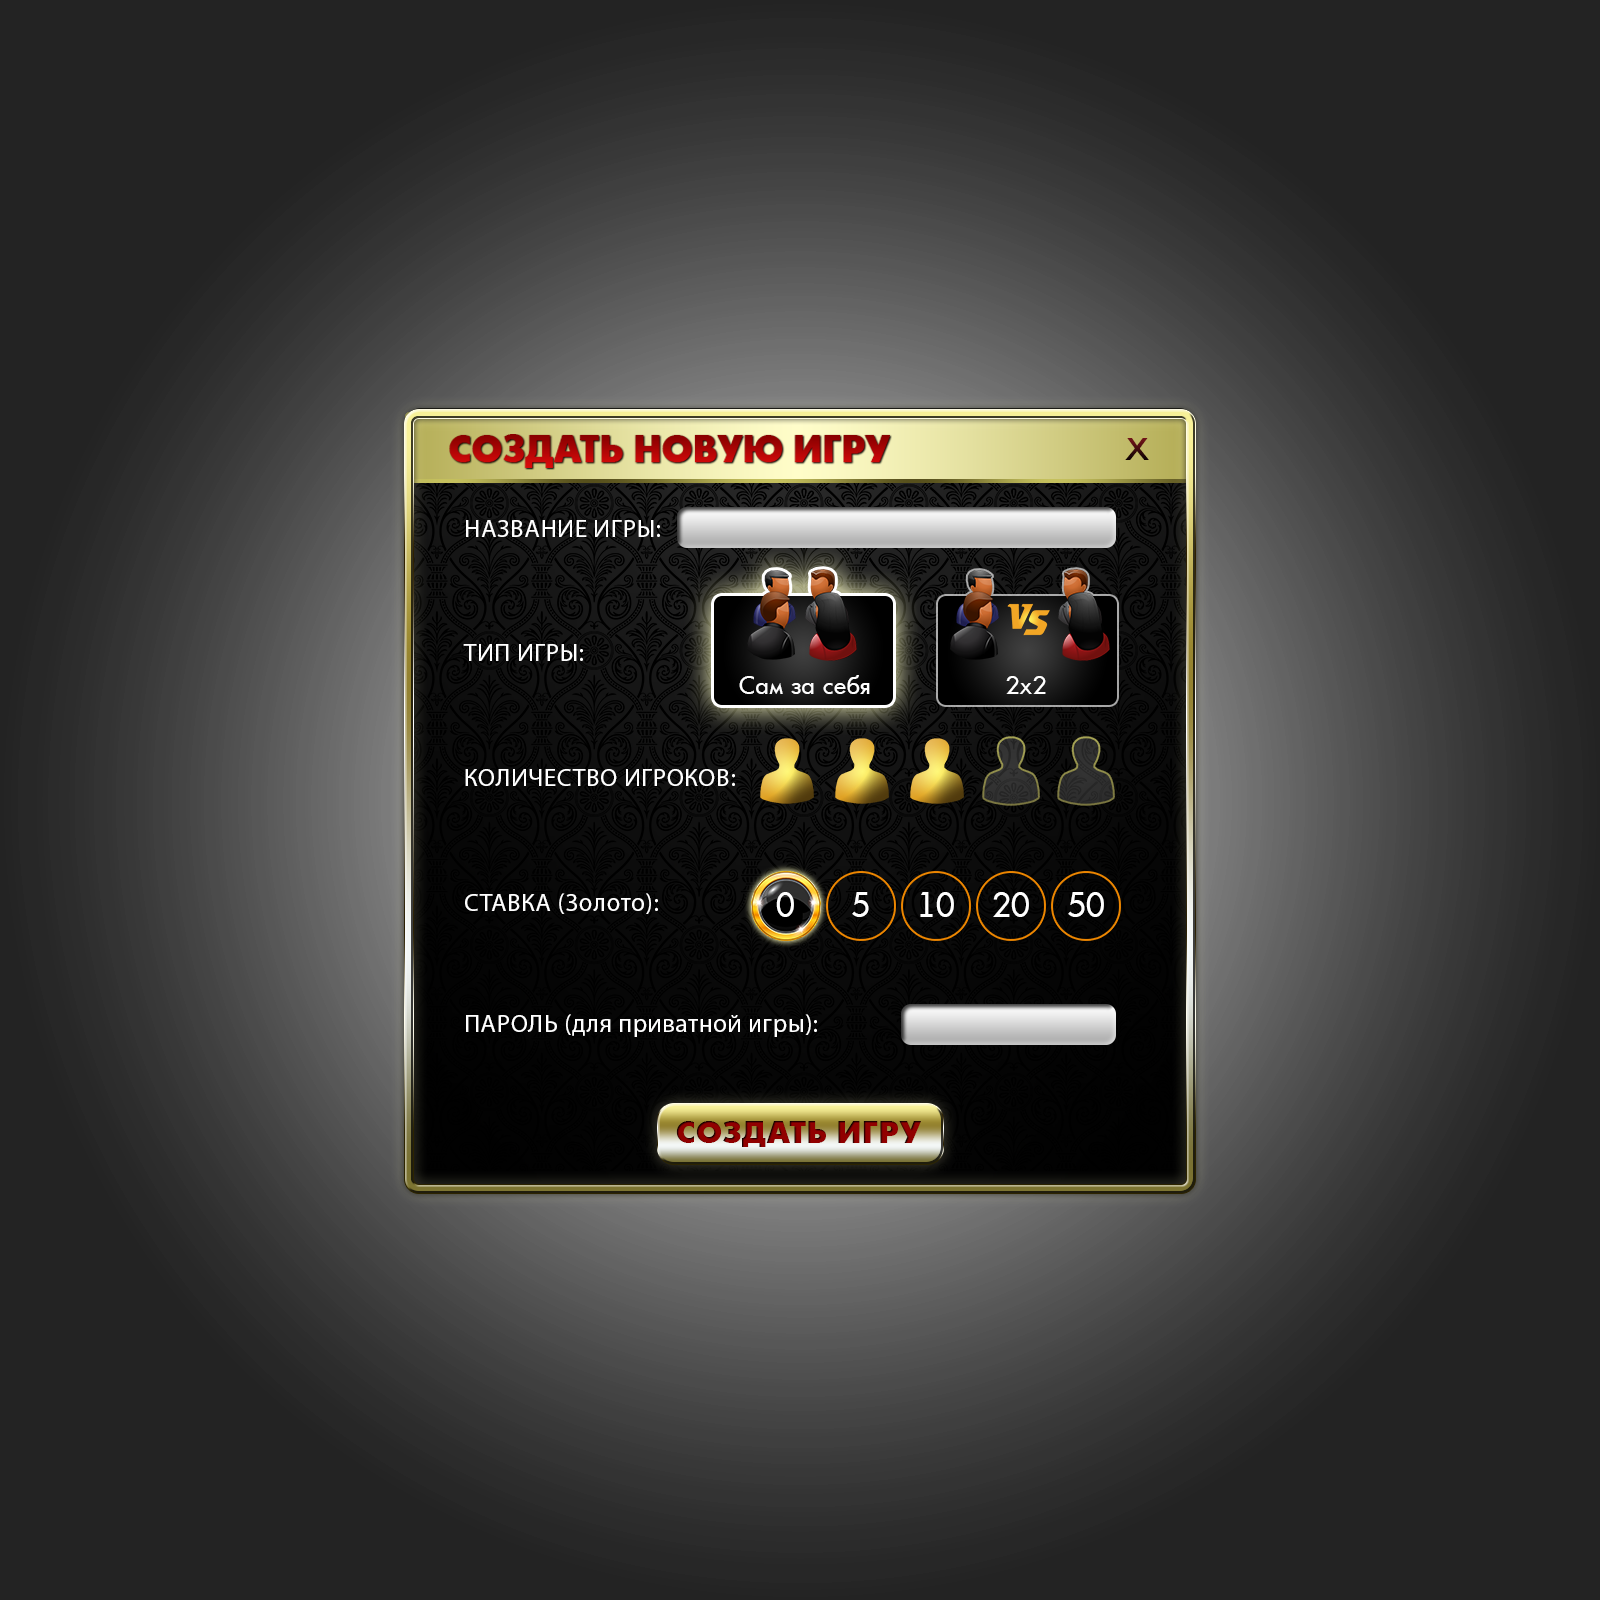 СОЗДАТЬ НОВУЮ ИГРУ X
НАЗВАНИЕ ИГРЫ:
VS
ТИП ИГРЫ:
Сам за себя 2x2
КОЛИЧЕСТВО ИГРОКОВ:
СТАВКА (Золото): 0 5 10 20 50
ПАРОЛЬ (для приватной игры):
СОЗДАТЬ ИГРУ